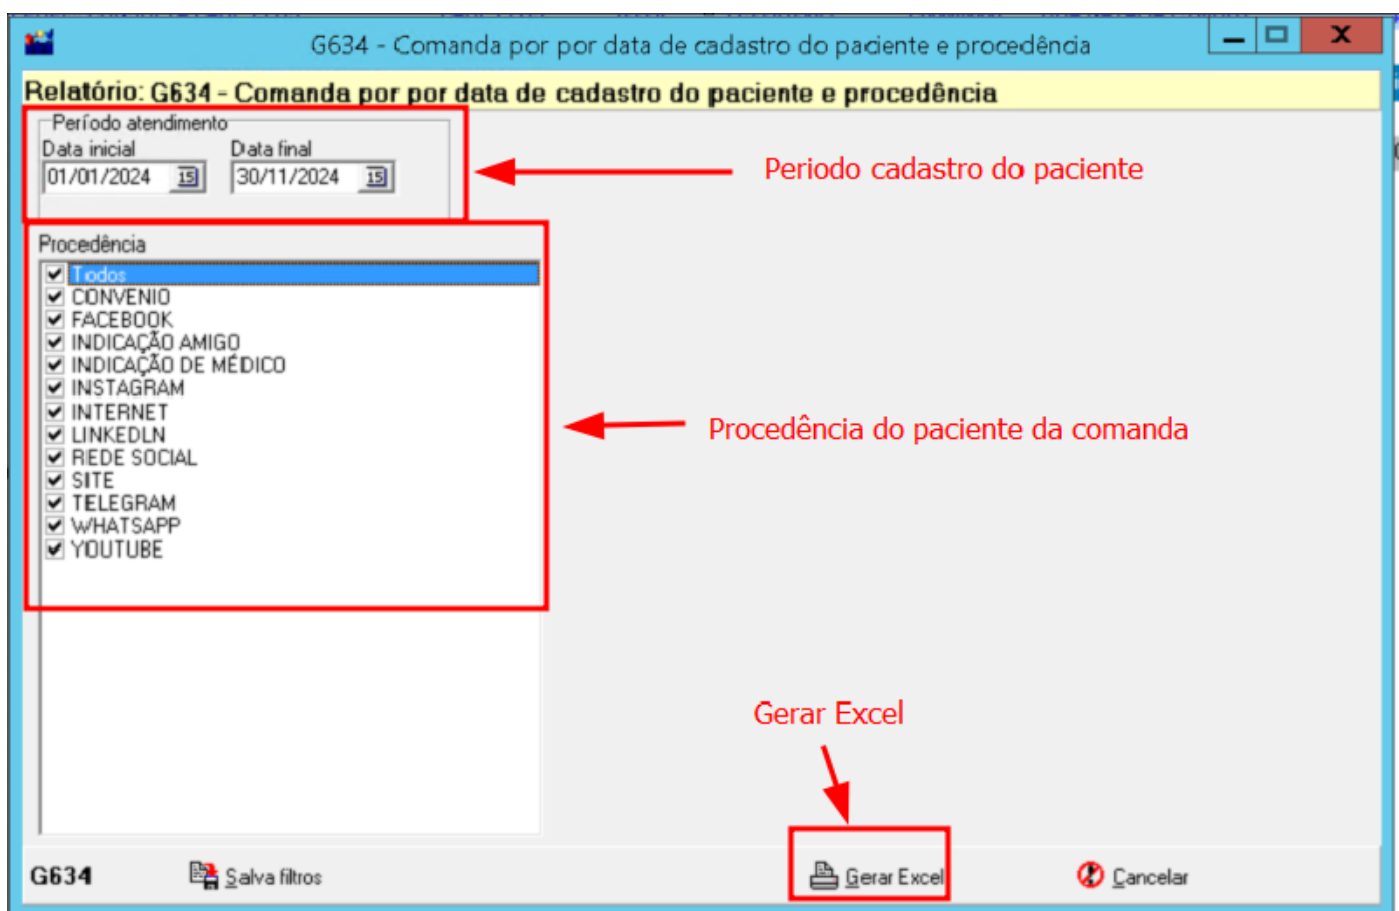 G634 - Comanda por por data de cadastro do paciente e procedência
X
Relatório: G634 - Comanda por por data de cadastro do paciente e procedência
Período atendimento
Data inicial Data final
01/01/2024 15 30/11/2024 15
Periodo cadastro do paciente
Procedência
Todos
CONVENIO
FACEBOOK
INDICAÇÃO AMIGO
INDICAÇÃO DE MÉDICO
INSTAGRAM
INTERNET
LINKEDLN
REDE SOCIAL
SITE
TELEGRAM
WHATSAPP
YOUTUBE
Procedência do paciente da comanda
Gerar Excel
G634 Salva filtros Gerar Excel Cancelar